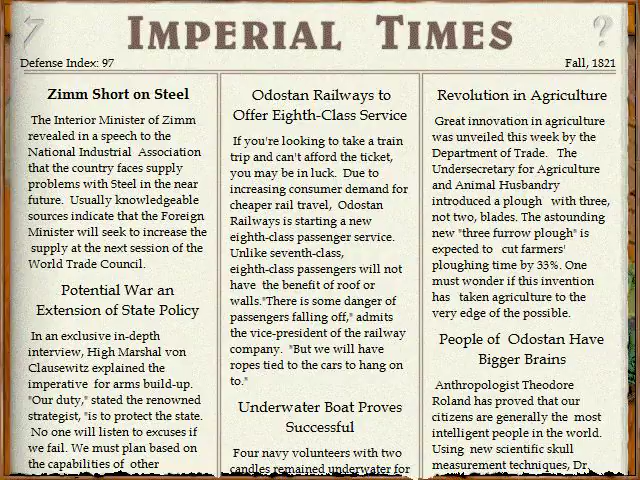 IMPERIAL TIMES
Defense Index: 97
Fall, 1821
Zimm Short on Steel
The Interior Minister of Zimm
revealed in a speech to the
National Industrial Association
that the country faces supply
problems with Steel in the near
future. Usually knowledgeable
sources indicate that the Foreign
Minister will seek to increase the
supply at the next session of the
World Trade Council.
Potential War an
Extension of State Policy
In an exclusive in-depth
interview, High Marshal von
Clausewitz explained the
imperative for arms build-up.
"Our duty," stated the renowned
strategist, "is to protect the state.
No one will listen to excuses if
we fail. We must plan based on
the capabilities of other
Odostan Railways to
Offer Eighth-Class Service
If you're looking to take a train
trip and can't afford the ticket,
you may be in luck. Due to
increasing consumer demand for
cheaper rail travel, Odostan
Railways is starting a new
eighth-class passenger service.
Unlike seventh-class,
eighth-class passengers will not
have the benefit of roof or
walls."There is some danger of
passengers falling off," admits
the vice-president of the railway
company. "But we will have
ropes tied to the cars to hang on
to."
Underwater Boat Proves
Successful
Four navy volunteers with two
candles remained underwater for
Revolution in Agriculture
Great innovation in agriculture
was unveiled this week by the
Department of Trade. The
Undersecretary for Agriculture
and Animal Husbandry
introduced a plough with three,
not two, blades. The astounding
new "three furrow plough" is
expected to cut farmers'
ploughing time by 33%. One
must wonder if this invention
has taken agriculture to the
very edge of the possible.
People of Odostan Have
Bigger Brains
Anthropologist Theodore
Roland has proved that our
citizens are generally the most
intelligent people in the world.
Using new scientific skull
measurement techniques, Dr.